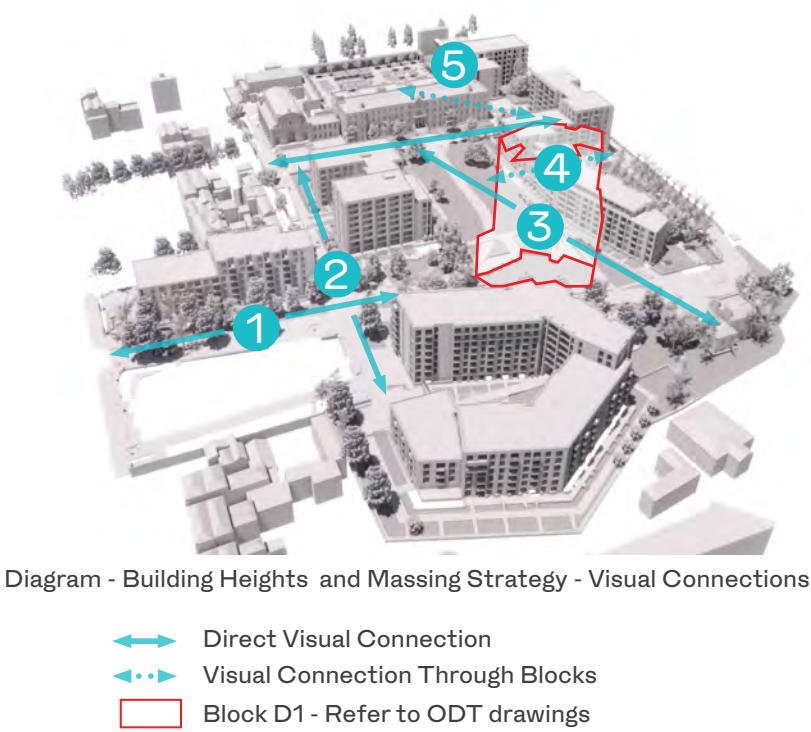 5
4
3
2
1
Diagram - Building Heights and Massing Strategy - Visual Connections
Direct Visual Connection
Visual Connection Through Blocks
Block D1 - Refer to ODT drawings